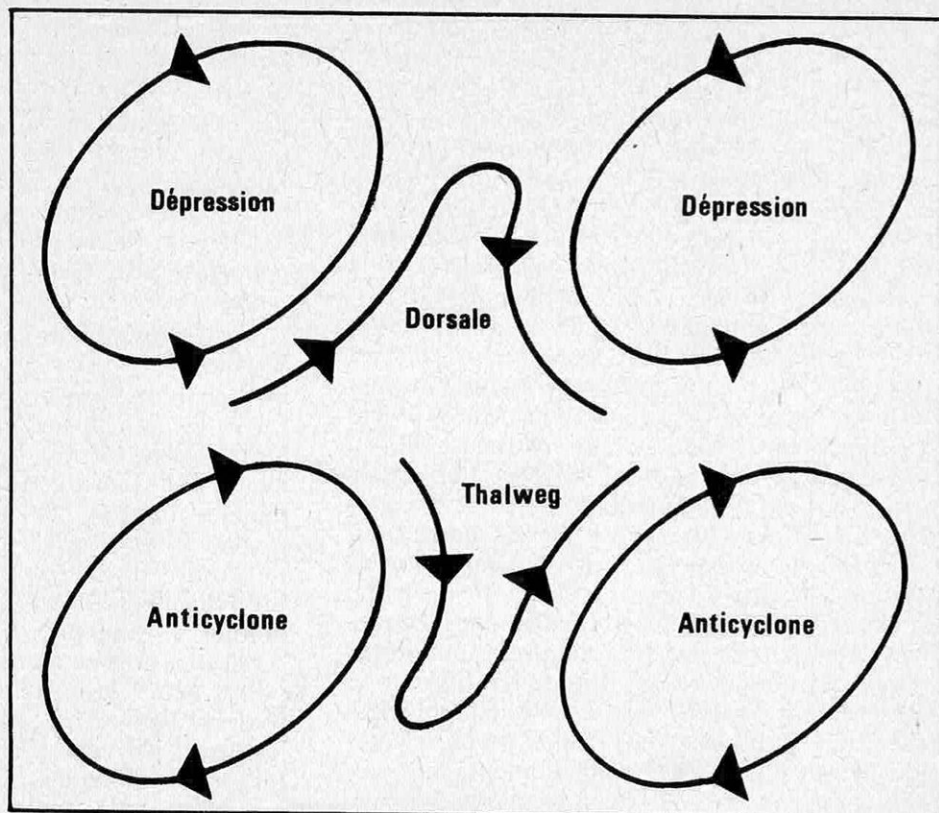 Dépression
Dépression
Dorsale
Thalweg
Anticyclone
Anticyclone